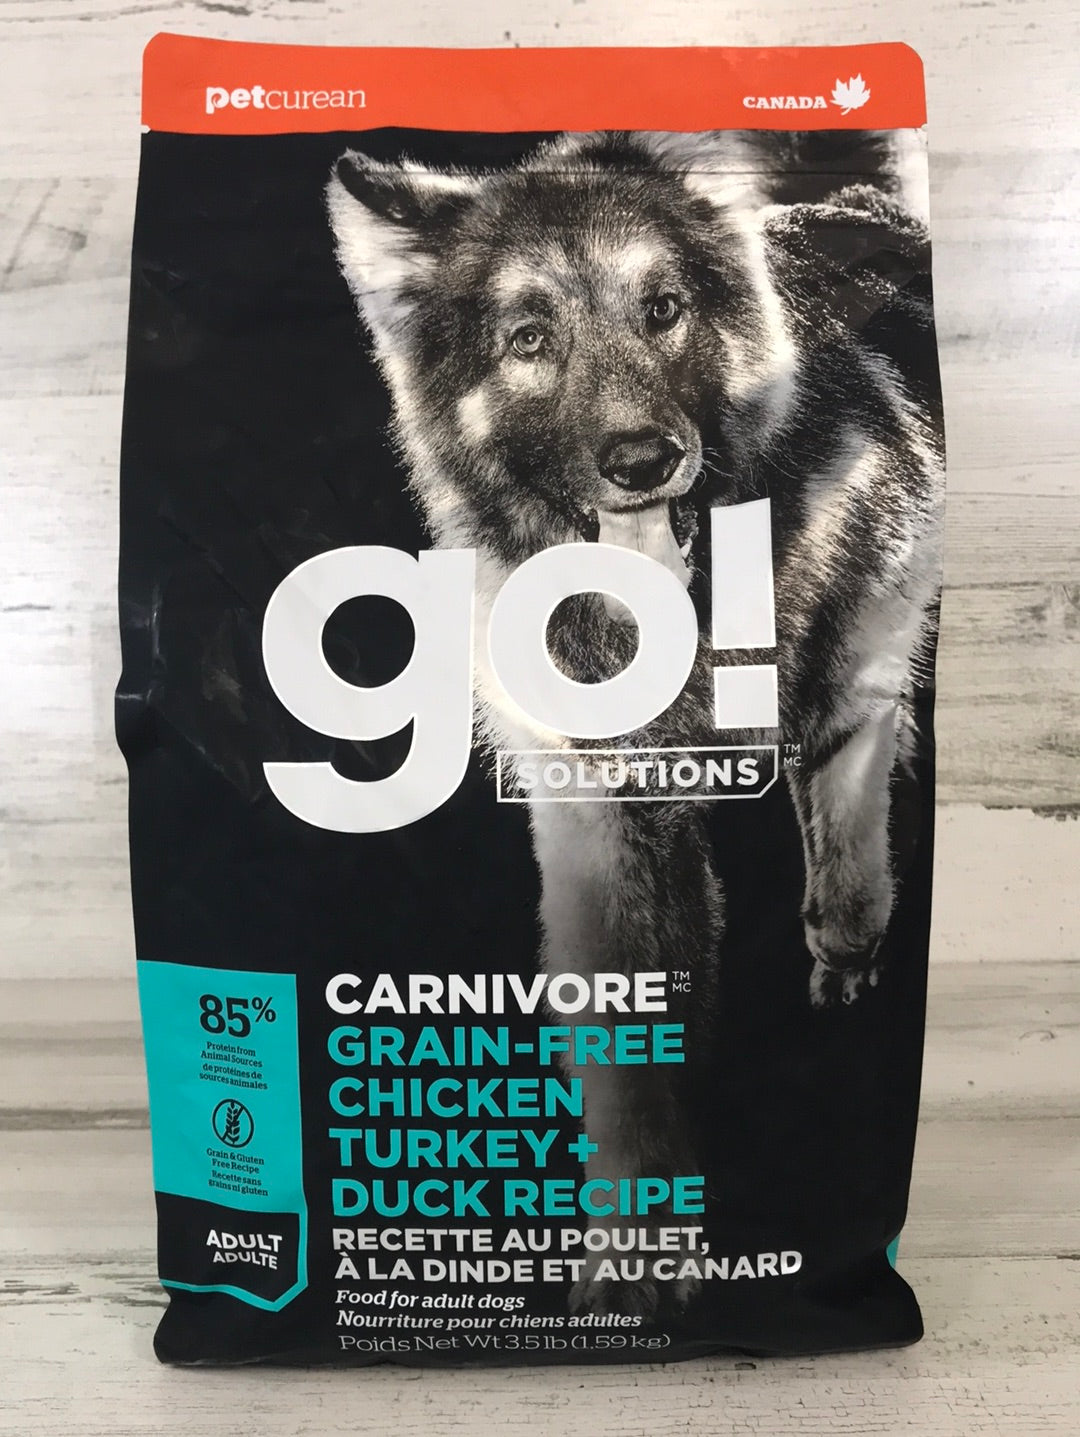 petcurean
CANADA
go!
TM
MC
SOLUTIONS
85%
Protein from
Animal Sources
de protéines de
sources animales
Grain & Gluten
Free Recipe
Recette sans
grains ni gluten
ADULT
ADULTE
CARNIVORE TM
MC
GRAIN-FREE
CHICKEN
TURKEY +
DUCK RECIPE
RECETTE AU POULET,
À LA DINDE ET AU CANARD
Food for adult dogs
Nourriture pour chiens adultes
Poids Net Wt 3.5 lb (1.59 kg)